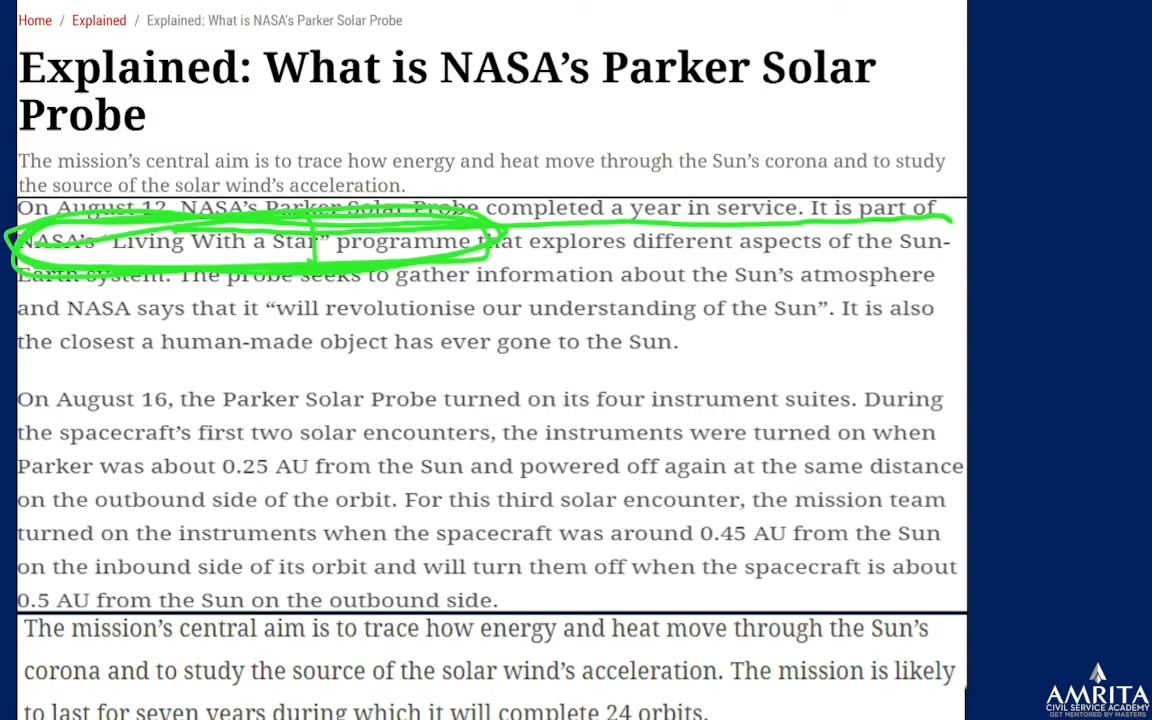 Home / Explained / Explained: What is NASA's Parker Solar Probe
Explained: What is NASA’s Parker Solar
Probe
The mission’s central aim is to trace how energy and heat move through the Sun’s corona and to study
the source of the solar wind’s acceleration.
On August 12, NASA’s Parker Solar Probe completed a year in service. It is part of
NASA’s “Living With a Star” programme that explores different aspects of the Sun-
Earth system. The probe seeks to gather information about the Sun’s atmosphere
and NASA says that it “will revolutionise our understanding of the Sun”. It is also
the closest a human-made object has ever gone to the Sun.
On August 16, the Parker Solar Probe turned on its four instrument suites. During
the spacecraft’s first two solar encounters, the instruments were turned on when
Parker was about 0.25 AU from the Sun and powered off again at the same distance
on the outbound side of the orbit. For this third solar encounter, the mission team
turned on the instruments when the spacecraft was around 0.45 AU from the Sun
on the inbound side of its orbit and will turn them off when the spacecraft is about
0.5 AU from the Sun on the outbound side.
The mission’s central aim is to trace how energy and heat move through the Sun’s
corona and to study the source of the solar wind’s acceleration. The mission is likely
to last for seven years during which it will complete 24 orbits.
AMRITA
CIVIL SERVICE ACADEMY
GET MENTORED BY MASTERS